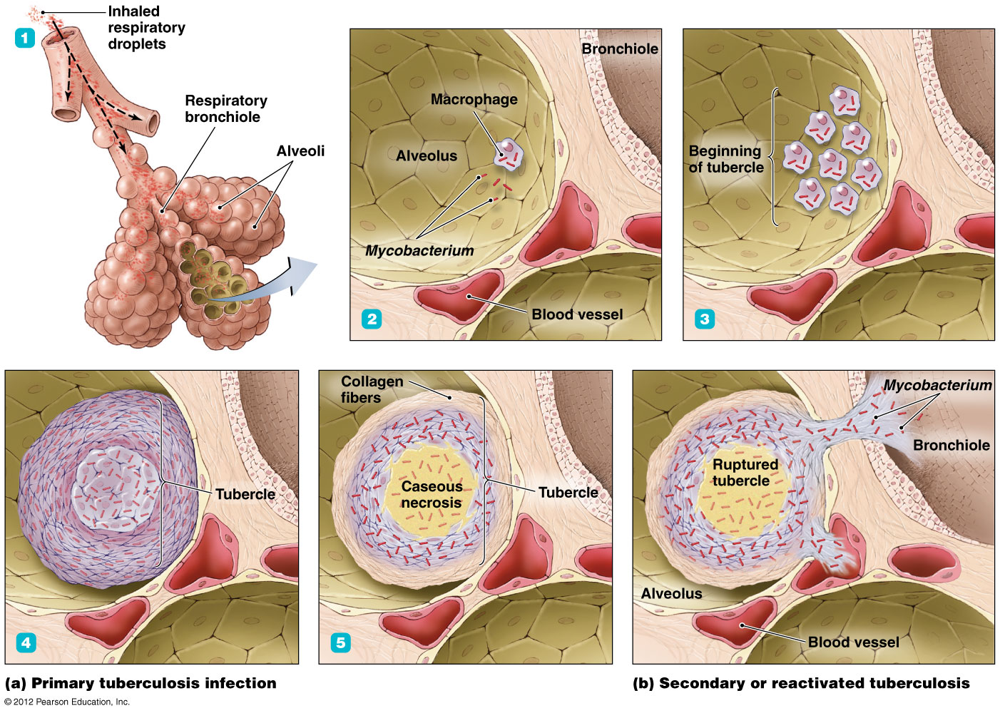 1
Inhaled
respiratory
droplets
Respiratory
bronchiole
Alveoli
2
Bronchiole
Macrophage
Alveolus
Mycobacterium
Blood vessel
3
Beginning
of tubercle
4
Tubercle
5
Collagen
fibers
Caseous
necrosis
Tubercle
Mycobacterium
Bronchiole
Ruptured
tubercle
Alveolus
Blood vessel
(a) Primary tuberculosis infection
(b) Secondary or reactivated tuberculosis
© 2012 Pearson Education, Inc.